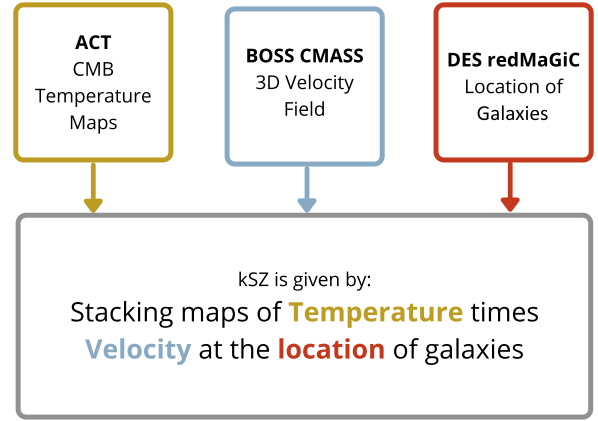 ACT
CMB
Temperature
Maps
BOSS CMASS
3D Velocity
Field
DES redMaGiC
Location of
Galaxies
kSZ is given by:
Stacking maps of Temperature times
Velocity at the location of galaxies